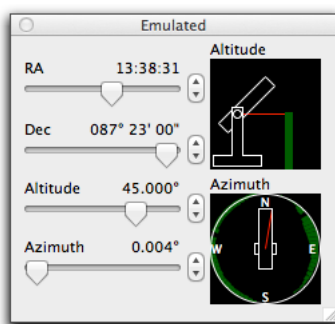 Emulated
Altitude
RA 13:38:31
Dec 087° 23' 00"
Altitude 45.000°
Azimuth
Azimuth 0.004°
N
W E
S